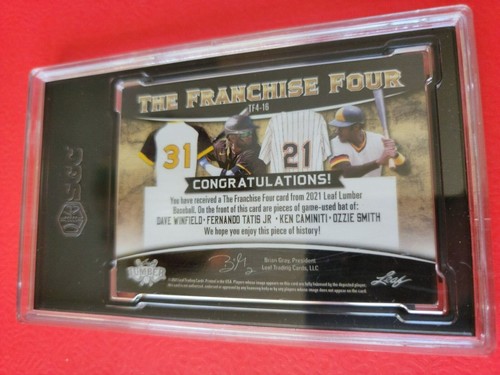 THE FRANCHISE FOUR
TF4-16
31
21
CONGRATULATIONS!
You have received a The Franchise Four card from 2021 Leaf Lumber
Baseball. On the front of this card are pieces of game-used bat of:
DAVE WINFIELD • FERNANDO TATIS JR • KEN CAMINITI • OZZIE SMITH
We hope you enjoy this piece of history!
Brian Gray, President
Leaf Trading Cards, LLC
LUMBER
Leaf
SGC